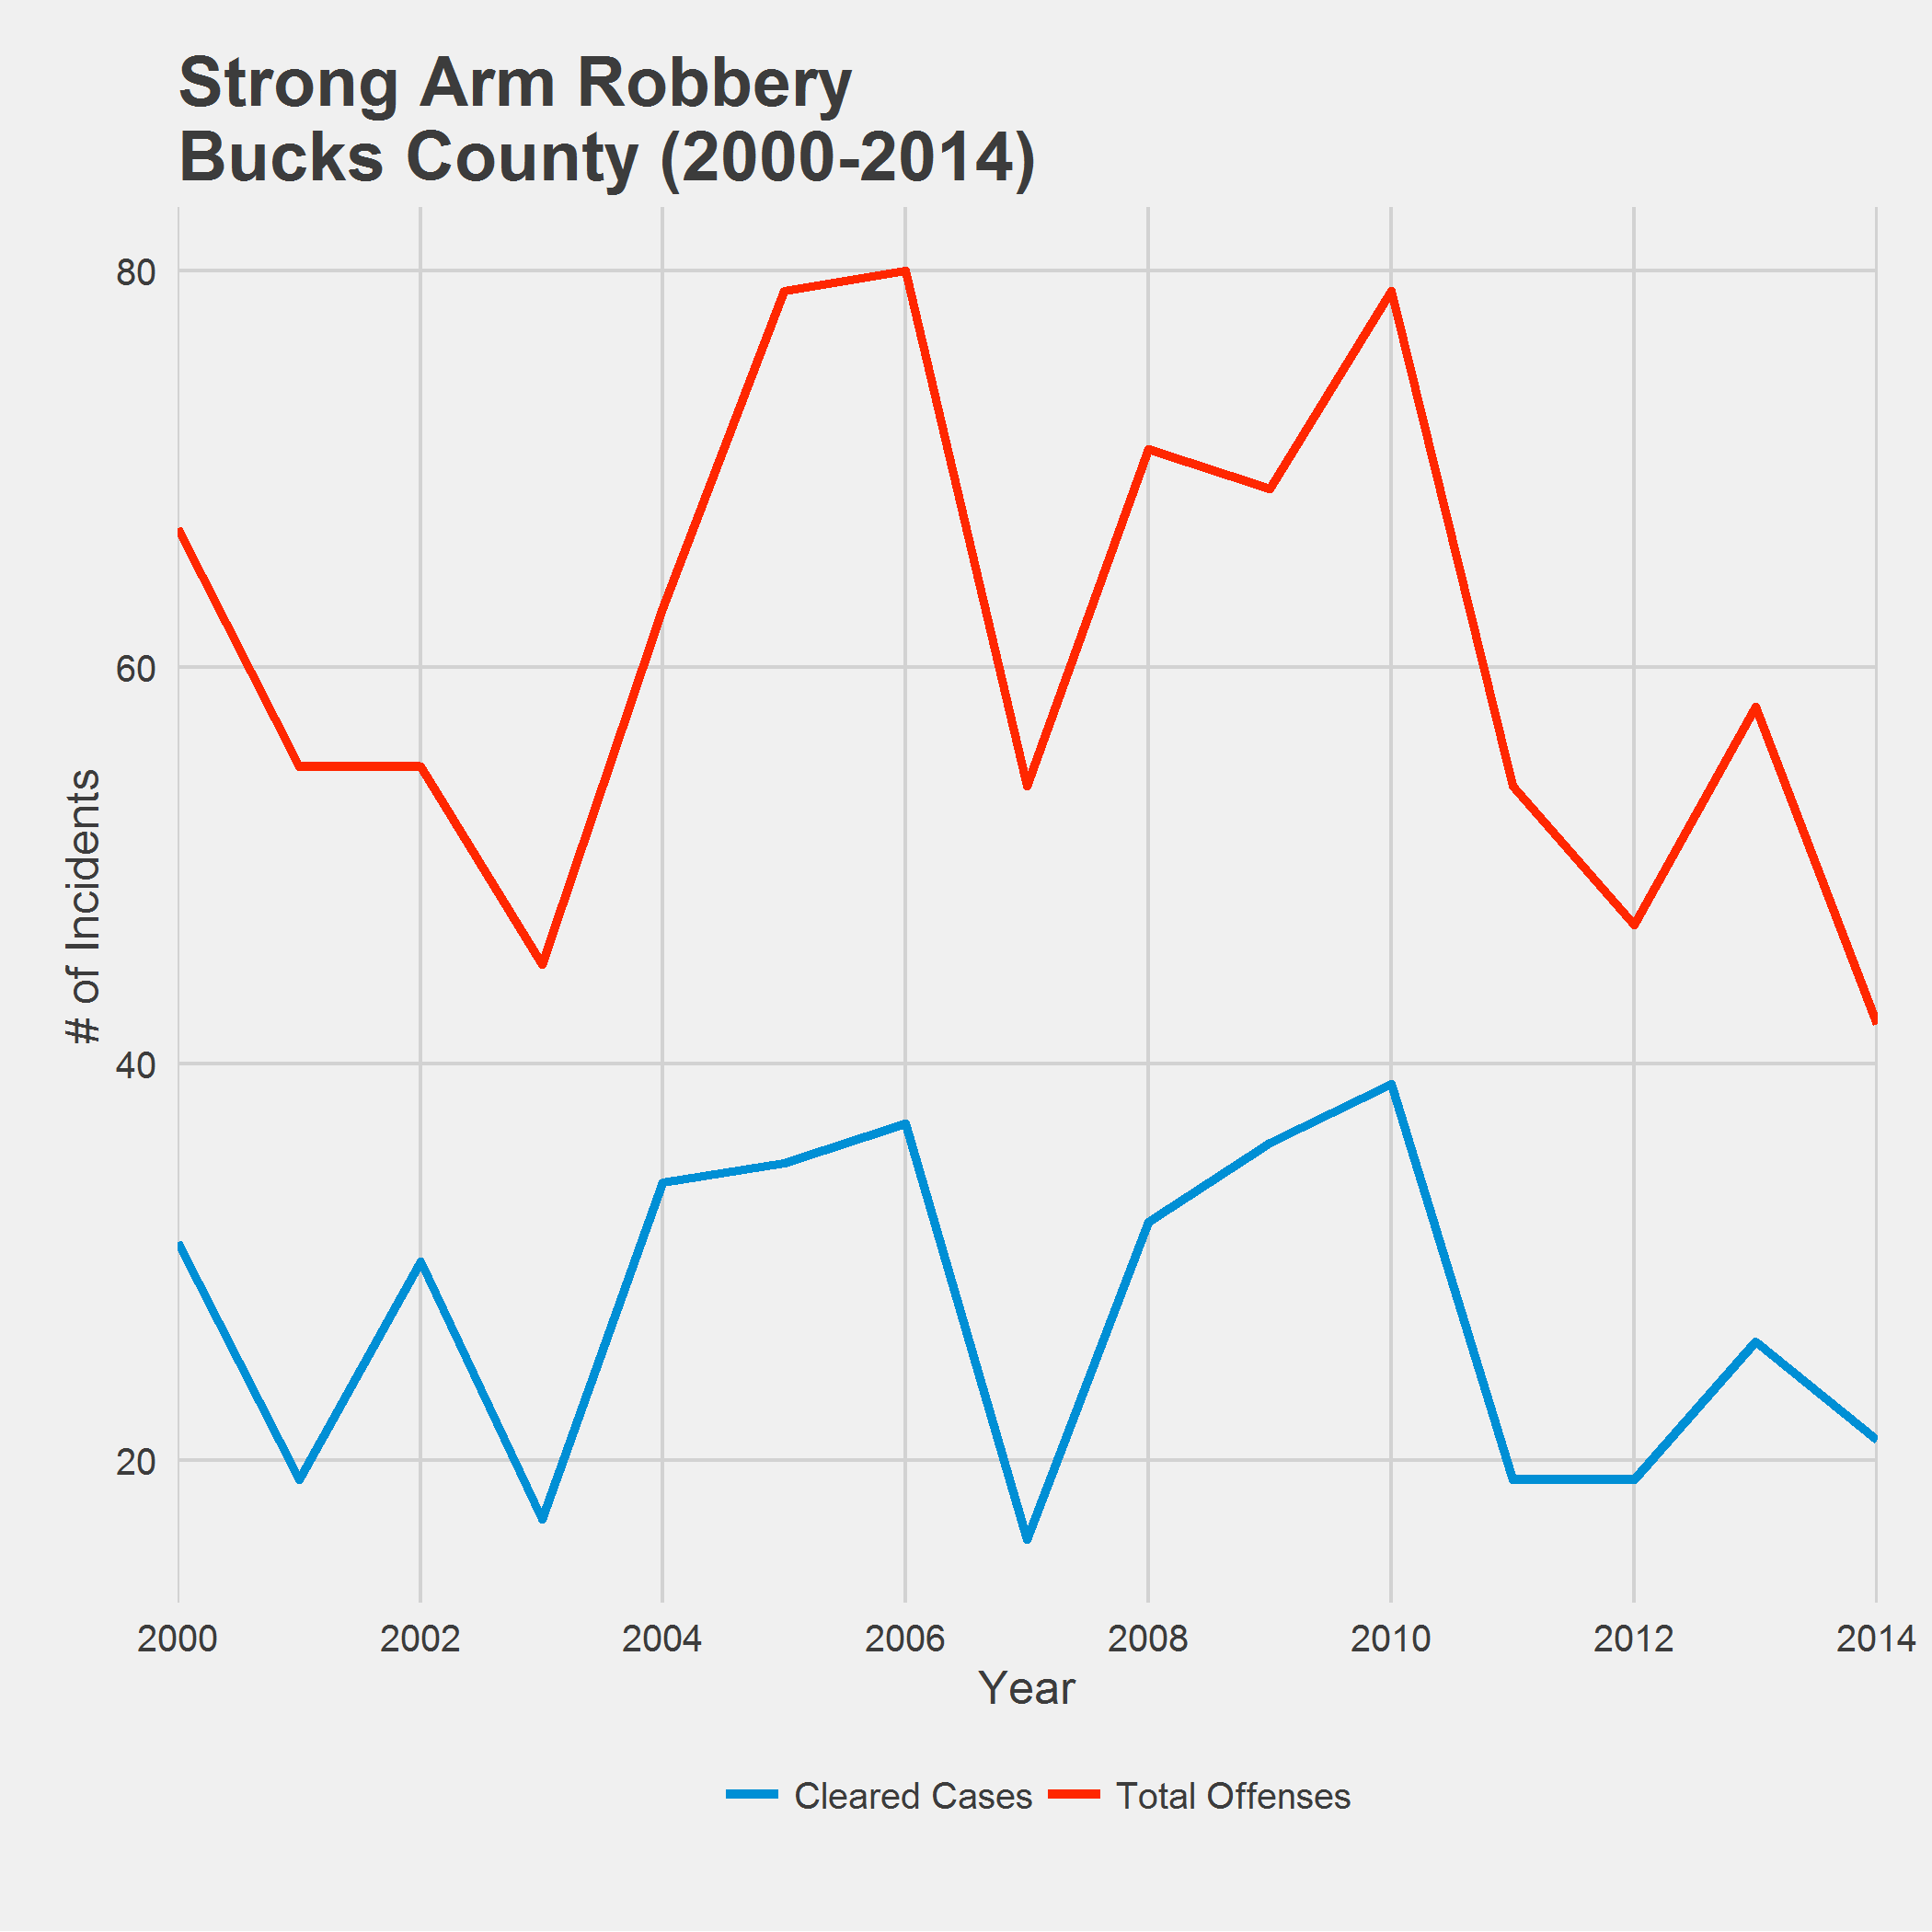 Strong Arm Robbery
Bucks County (2000-2014)
80
60
40
20
# of Incidents
2000 2002 2004 2006 2008 2010 2012 2014
Year
Cleared Cases Total Offenses